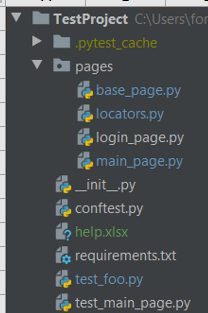 TestProject C:\Users\for
.pytest_cache
pages
base_page.py
locators.py
login_page.py
main_page.py
__init__.py
conftest.py
help.xlsx
requirements.txt
test_foo.py
test_main_page.py